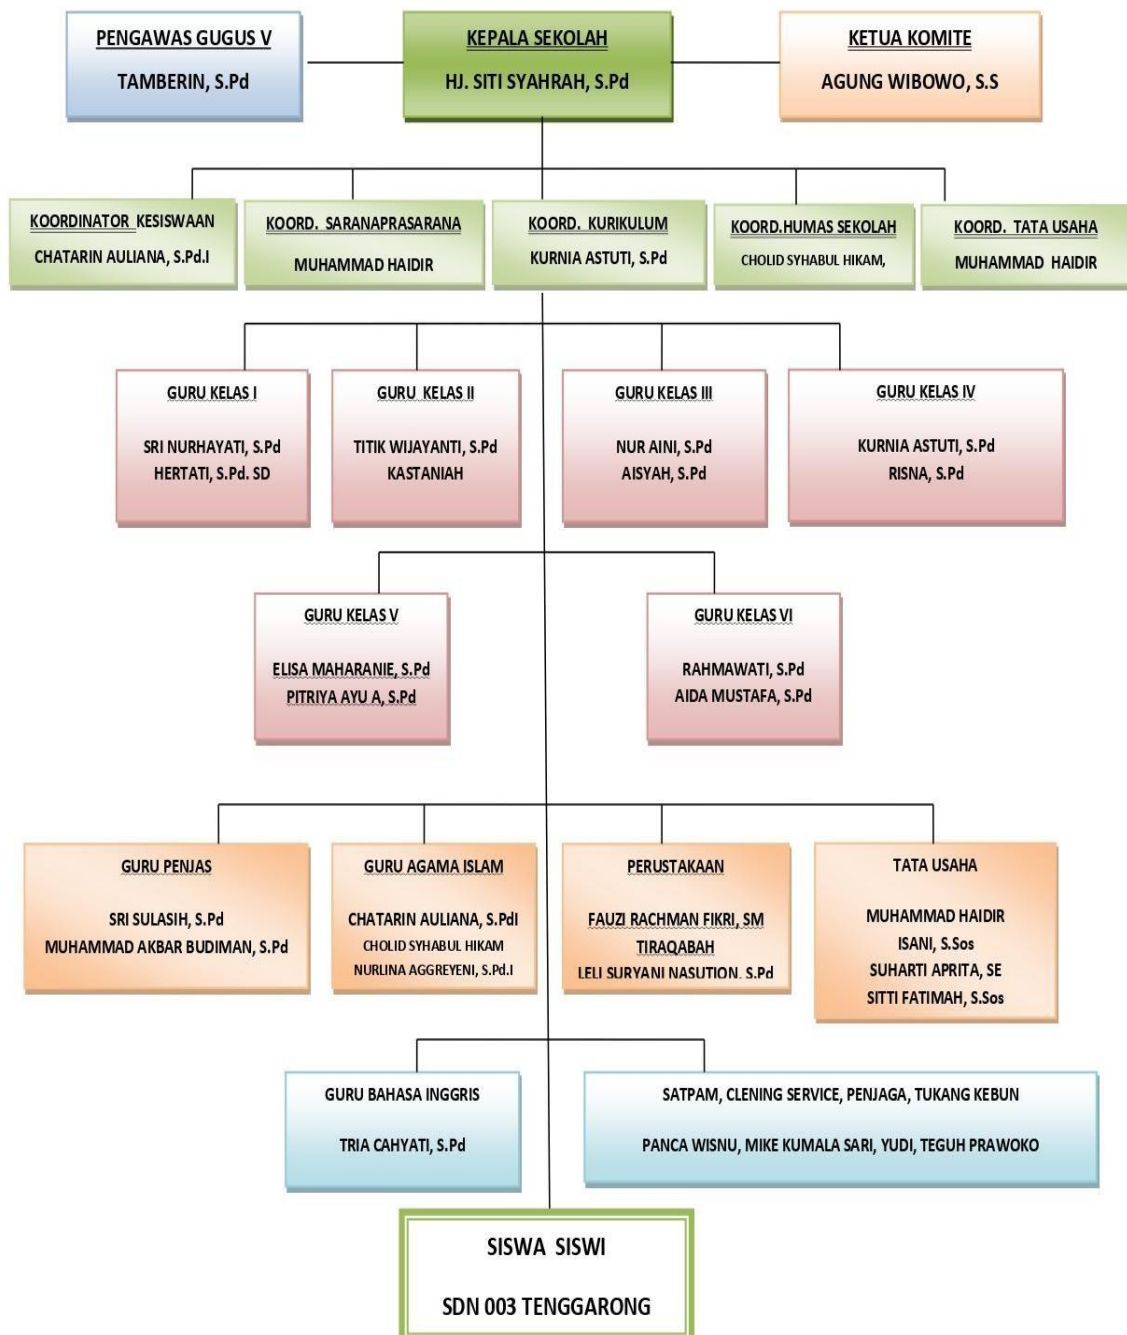 PENGAWAS GUGUS V
TAMBERIN, S.Pd
KEPALA SEKOLAH
HJ. SITI SYAHRAH, S.Pd
KETUA KOMITE
AGUNG WIBOWO, S.S
KOORDINATOR KESISWAAN
CHATARIN AULIANA, S.Pd.I
KOORD. SARANAPRASARANA
MUHAMMAD HAIDIR
KOORD. KURIKULUM
KURNIA ASTUTI, S.Pd
KOORD.HUMAS SEKOLAH
CHOLID SYHABUL HIKAM,
KOORD. TATA USAHA
MUHAMMAD HAIDIR
GURU KELAS I
SRI NURHAYATI, S.Pd
HERTATI, S.Pd. SD
GURU KELAS II
TITIK WIJAYANTI, S.Pd
KASTANIAH
GURU KELAS III
NUR AINI, S.Pd
AISYAH, S.Pd
GURU KELAS IV
KURNIA ASTUTI, S.Pd
RISNA, S.Pd
GURU KELAS V
ELISA MAHARANIE, S.Pd
PITRIYA AYU A, S.Pd
GURU KELAS VI
RAHMAWATI, S.Pd
AIDA MUSTAFA, S.Pd
GURU PENJAS
SRI SULASIH, S.Pd
MUHAMMAD AKBAR BUDIMAN, S.Pd
GURU AGAMA ISLAM
CHATARIN AULIANA, S.PdI
CHOLID SYHABUL HIKAM
NURLINA AGGREYENI, S.Pd.I
PERUSTAKAAN
FAUZI RACHMAN FIKRI, SM
TIRAQABAH
LELI SURYANI NASUTION. S.Pd
TATA USAHA
MUHAMMAD HAIDIR
ISANI, S.Sos
SUHARTI APRITA, SE
SITTI FATIMAH, S.Sos
GURU BAHASA INGGRIS
TRIA CAHYATI, S.Pd
SATPAM, CLENING SERVICE, PENJAGA, TUKANG KEBUN
PANCA WISNU, MIKE KUMALA SARI, YUDI, TEGUH PRAWOKO
SISWA SISWI
SDN 003 TENGGARONG